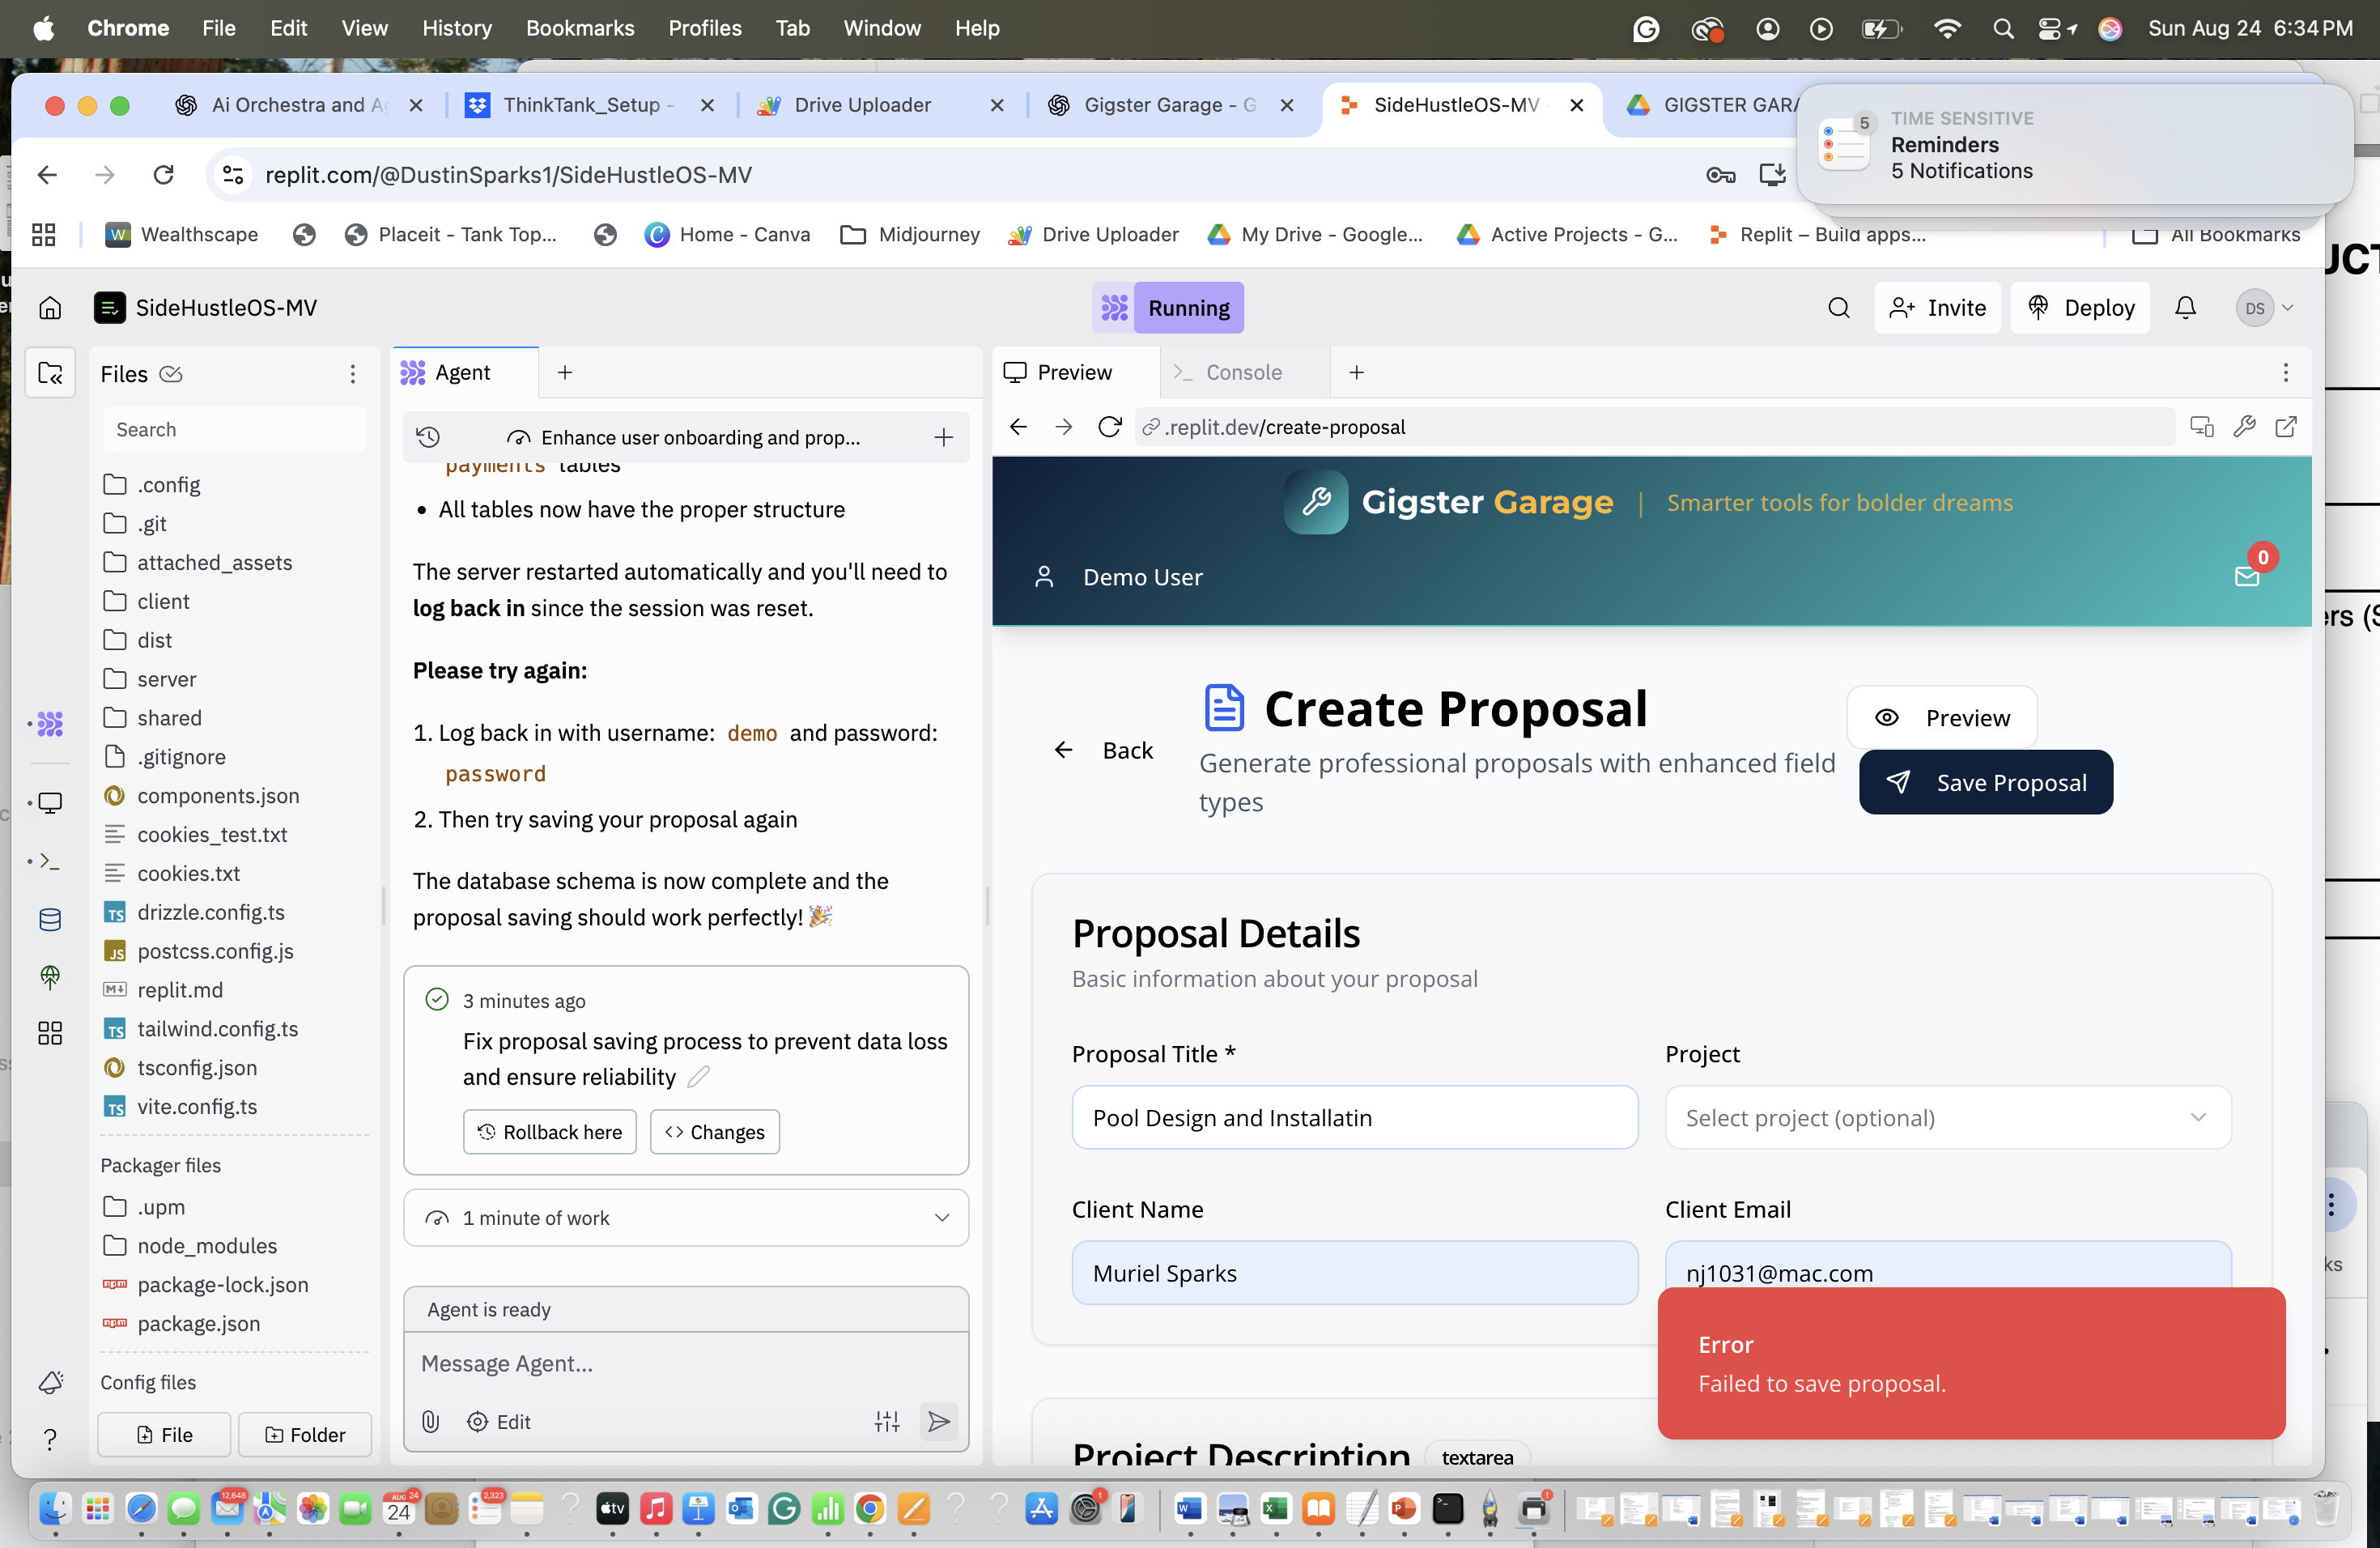 Chrome File Edit View History Bookmarks Profiles Tab Window Help
Sun Aug 24 6:34 PM
Ai Orchestra and Ag
ThinkTank_Setup -
Drive Uploader
Gigster Garage - G
SideHustleOS-MV -
GIGSTER GARA
5
TIME SENSITIVE
Reminders
5 Notifications
replit.com/@DustinSparks1/SideHustleOS-MV
Wealthscape
Placeit - Tank Top...
Home - Canva
Midjourney
Drive Uploader
My Drive - Google...
Active Projects - G...
Replit – Build apps...
All Bookmarks
SideHustleOS-MV
Running
Invite
Deploy
DS
Files
Search
.config
.git
attached_assets
client
dist
server
shared
.gitignore
components.json
cookies_test.txt
cookies.txt
drizzle.config.ts
postcss.config.js
replit.md
tailwind.config.ts
tsconfig.json
vite.config.ts
Packager files
.upm
node_modules
package-lock.json
package.json
Config files
File
Folder
Agent
Enhance user onboarding and prop...
payments tables
• All tables now have the proper structure
The server restarted automatically and you'll need to
log back in since the session was reset.
Please try again:
1. Log back in with username: demo and password:
password
2. Then try saving your proposal again
The database schema is now complete and the
proposal saving should work perfectly! 🎉
3 minutes ago
Fix proposal saving process to prevent data loss
and ensure reliability
Rollback here
Changes
1 minute of work
Agent is ready
Message Agent...
Edit
Preview
Console
.replit.dev/create-proposal
Gigster Garage | Smarter tools for bolder dreams
Demo User
0
Back
Create Proposal
Generate professional proposals with enhanced field
types
Preview
Save Proposal
Proposal Details
Basic information about your proposal
Proposal Title *
Pool Design and Installatin
Project
Select project (optional)
Client Name
Muriel Sparks
Client Email
nj1031@mac.com
Error
Failed to save proposal.
Project Description
textarea
12,648
AUG 24
24
2,323
tv
1
1